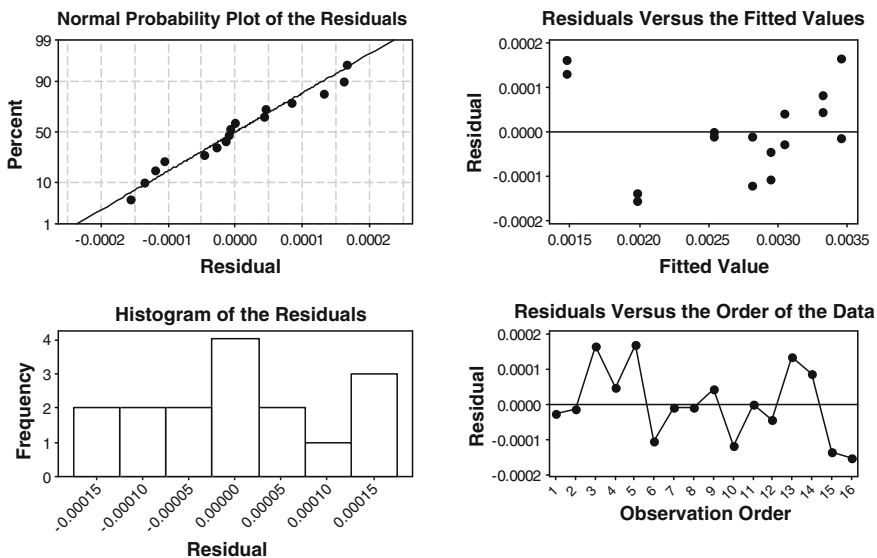 Normal Probability Plot of the Residuals
99
90
50
10
1
Percent
-0.0002 -0.0001 0.0000 0.0001 0.0002
Residual
Residuals Versus the Fitted Values
0.0002
0.0001
0.0000
-0.0001
-0.0002
Residual
0.0015 0.0020 0.0025 0.0030 0.0035
Fitted Value
Histogram of the Residuals
4
3
2
1
0
Frequency
-0.00015 -0.00010 -0.00005 0.00000 0.00005 0.00010 0.00015
Residual
Residuals Versus the Order of the Data
0.0002
0.0001
0.0000
-0.0001
-0.0002
Residual
1 2 3 4 5 6 7 8 9 10 11 12 13 14 15 16
Observation Order